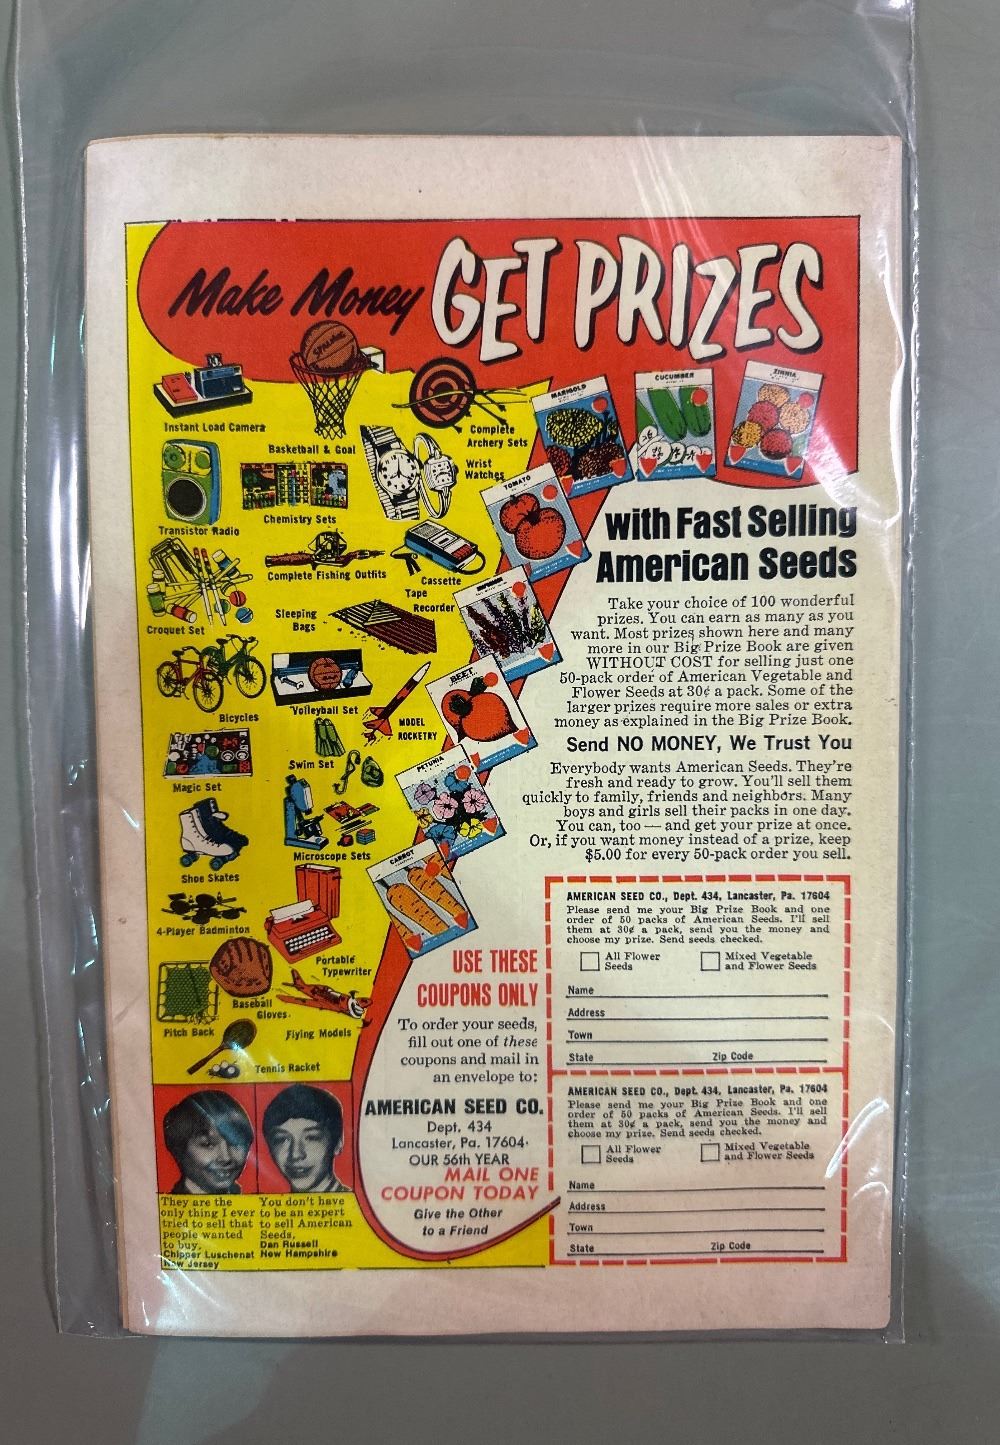 Make Money GET PRIZES
Instant Load Camera
Basketball & Goal
Complete
Archery Sets
Wrist
Watches
Transistor Radio
Chemistry Sets
Complete Fishing Outfits
Cassette
Tape
Recorder
Croquet Set
Sleeping
Bags
Bicycles
Volleyball Set
MODEL
ROCKETRY
Magic Set
Swim Set
Shoe Skates
Microscope Sets
4-Player Badminton
Portable
Typewriter
Pitch Back
Baseball
Gloves
Flying Models
Tennis Racket
MARIGOLD
CUCUMBER
ZINNIA
TOMATO
BEET
PETUNIA
CARROT
with Fast Selling
American Seeds
Take your choice of 100 wonderful
prizes. You can earn as many as you
want. Most prizes shown here and many
more in our Big Prize Book are given
WITHOUT COST for selling just one
50-pack order of American Vegetable and
Flower Seeds at 30¢ a pack. Some of the
larger prizes require more sales or extra
money as explained in the Big Prize Book.
Send NO MONEY, We Trust You
Everybody wants American Seeds. They're
fresh and ready to grow. You'll sell them
quickly to family, friends and neighbors. Many
boys and girls sell their packs in one day.
You can, too — and get your prize at once.
Or, if you want money instead of a prize, keep
$5.00 for every 50-pack order you sell.
USE THESE
COUPONS ONLY
To order your seeds,
fill out one of these
coupons and mail in
an envelope to:
AMERICAN SEED CO.
Dept. 434
Lancaster, Pa. 17604
OUR 56th YEAR
MAIL ONE
COUPON TODAY
Give the Other
to a Friend
AMERICAN SEED CO., Dept. 434, Lancaster, Pa. 17604
Please send me your Big Prize Book and one
order of 50 packs of American Seeds. I'll sell
them at 30¢ a pack, send you the money and
choose my prize. Send seeds checked.
All Flower
Seeds
Mixed Vegetable
and Flower Seeds
Name
Address
Town
State Zip Code
AMERICAN SEED CO., Dept. 434, Lancaster, Pa. 17604
Please send me your Big Prize Book and one
order of 50 packs of American Seeds. I'll sell
them at 30¢ a pack, send you the money and
choose my prize. Send seeds checked.
All Flower
Seeds
Mixed Vegetable
and Flower Seeds
Name
Address
Town
State Zip Code
They are the
only thing I ever
tried to sell that
people wanted
to buy.
Chipper Luschenat
New Jersey
You don't have
to be an expert
to sell American
Seeds.
Dan Russell
New Hampshire